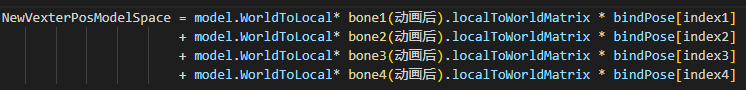 NewVexterPosModelSpace = model.WorldToLocal* bone1(动画后).localToWorldMatrix * bindPose[index1]
+ model.WorldToLocal* bone2(动画后).localToWorldMatrix * bindPose[index2]
+ model.WorldToLocal* bone3(动画后).localToWorldMatrix * bindPose[index3]
+ model.WorldToLocal* bone4(动画后).localToWorldMatrix * bindPose[index4]